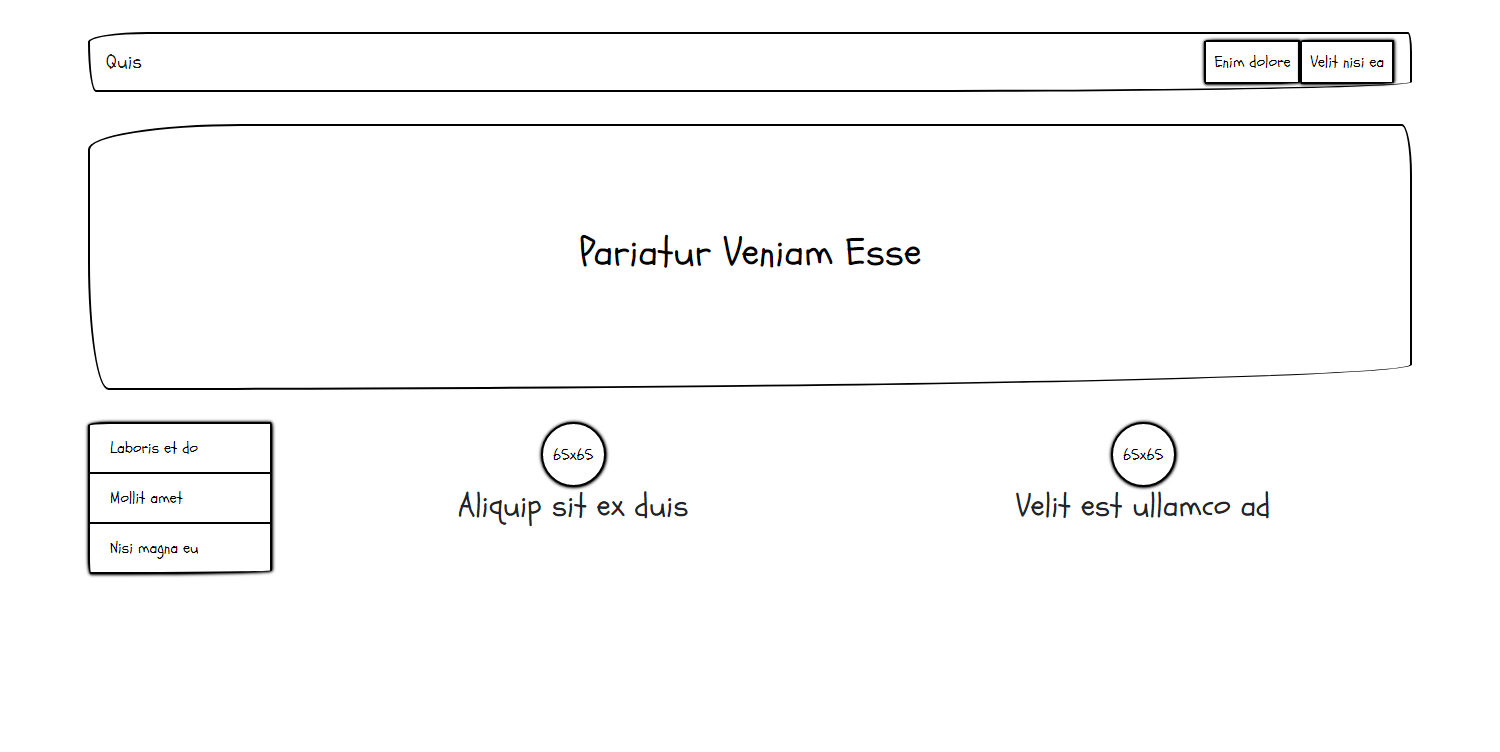 Quis
Enim dolore
Velit nisi ea
Pariatur Veniam Esse
Laboris et do
Mollit amet
Nisi magna eu
65x65
Aliquip sit ex duis
65x65
Velit est ullamco ad